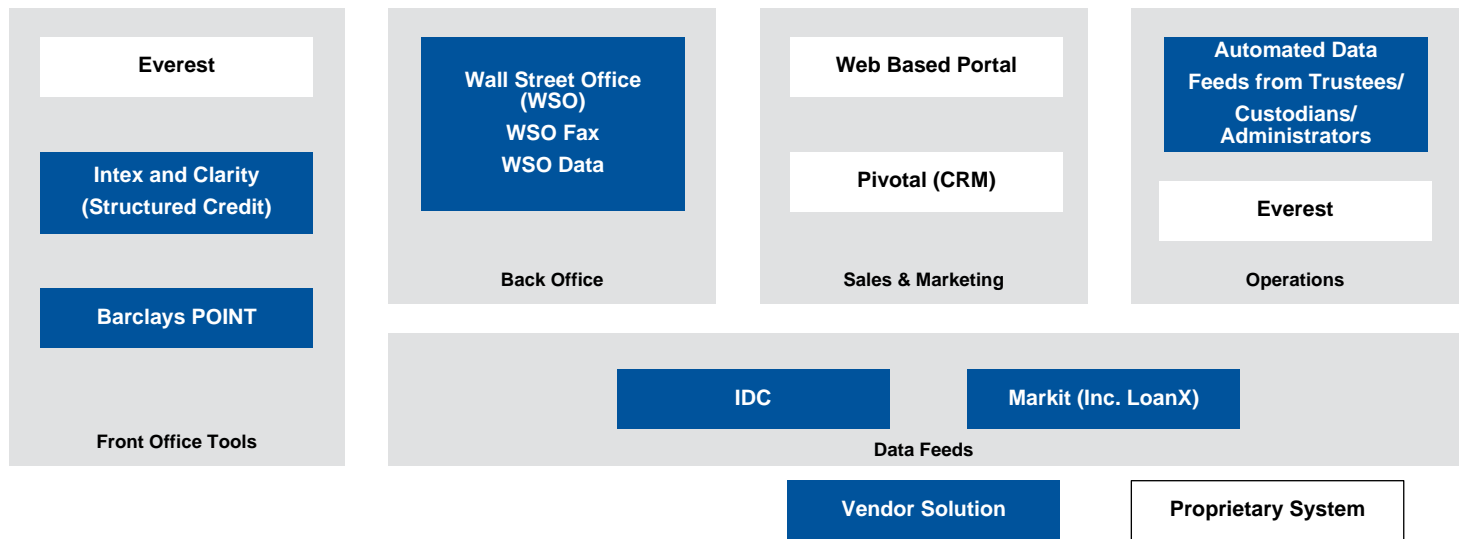 Everest
Intex and Clarity
(Structured Credit)
Barclays POINT
Front Office Tools
Wall Street Office
(WSO)
WSO Fax
WSO Data
Back Office
Web Based Portal
Pivotal (CRM)
Sales & Marketing
Automated Data
Feeds from Trustees/
Custodians/
Administrators
Everest
Operations
IDC
Markit (Inc. LoanX)
Data Feeds
Vendor Solution
Proprietary System